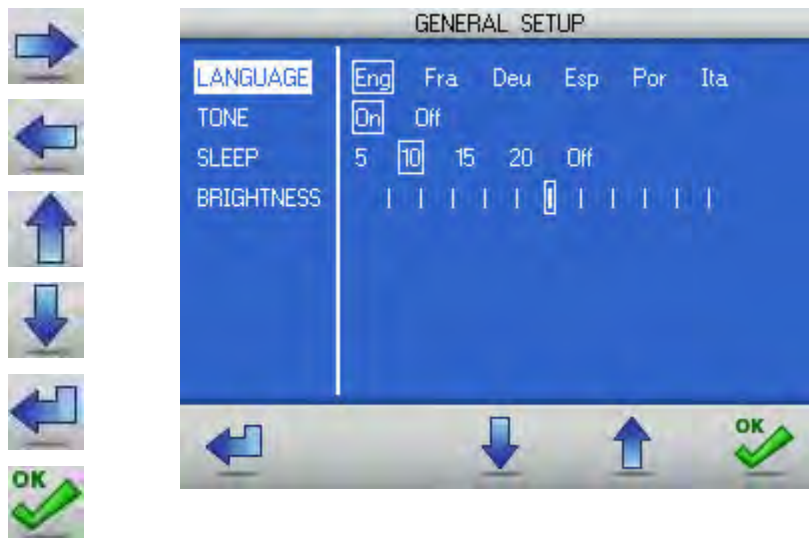 GENERAL SETUP
LANGUAGE Eng Fra Deu Esp Por Ita
TONE On Off
SLEEP 5 10 15 20 Off
BRIGHTNESS
OK
OK